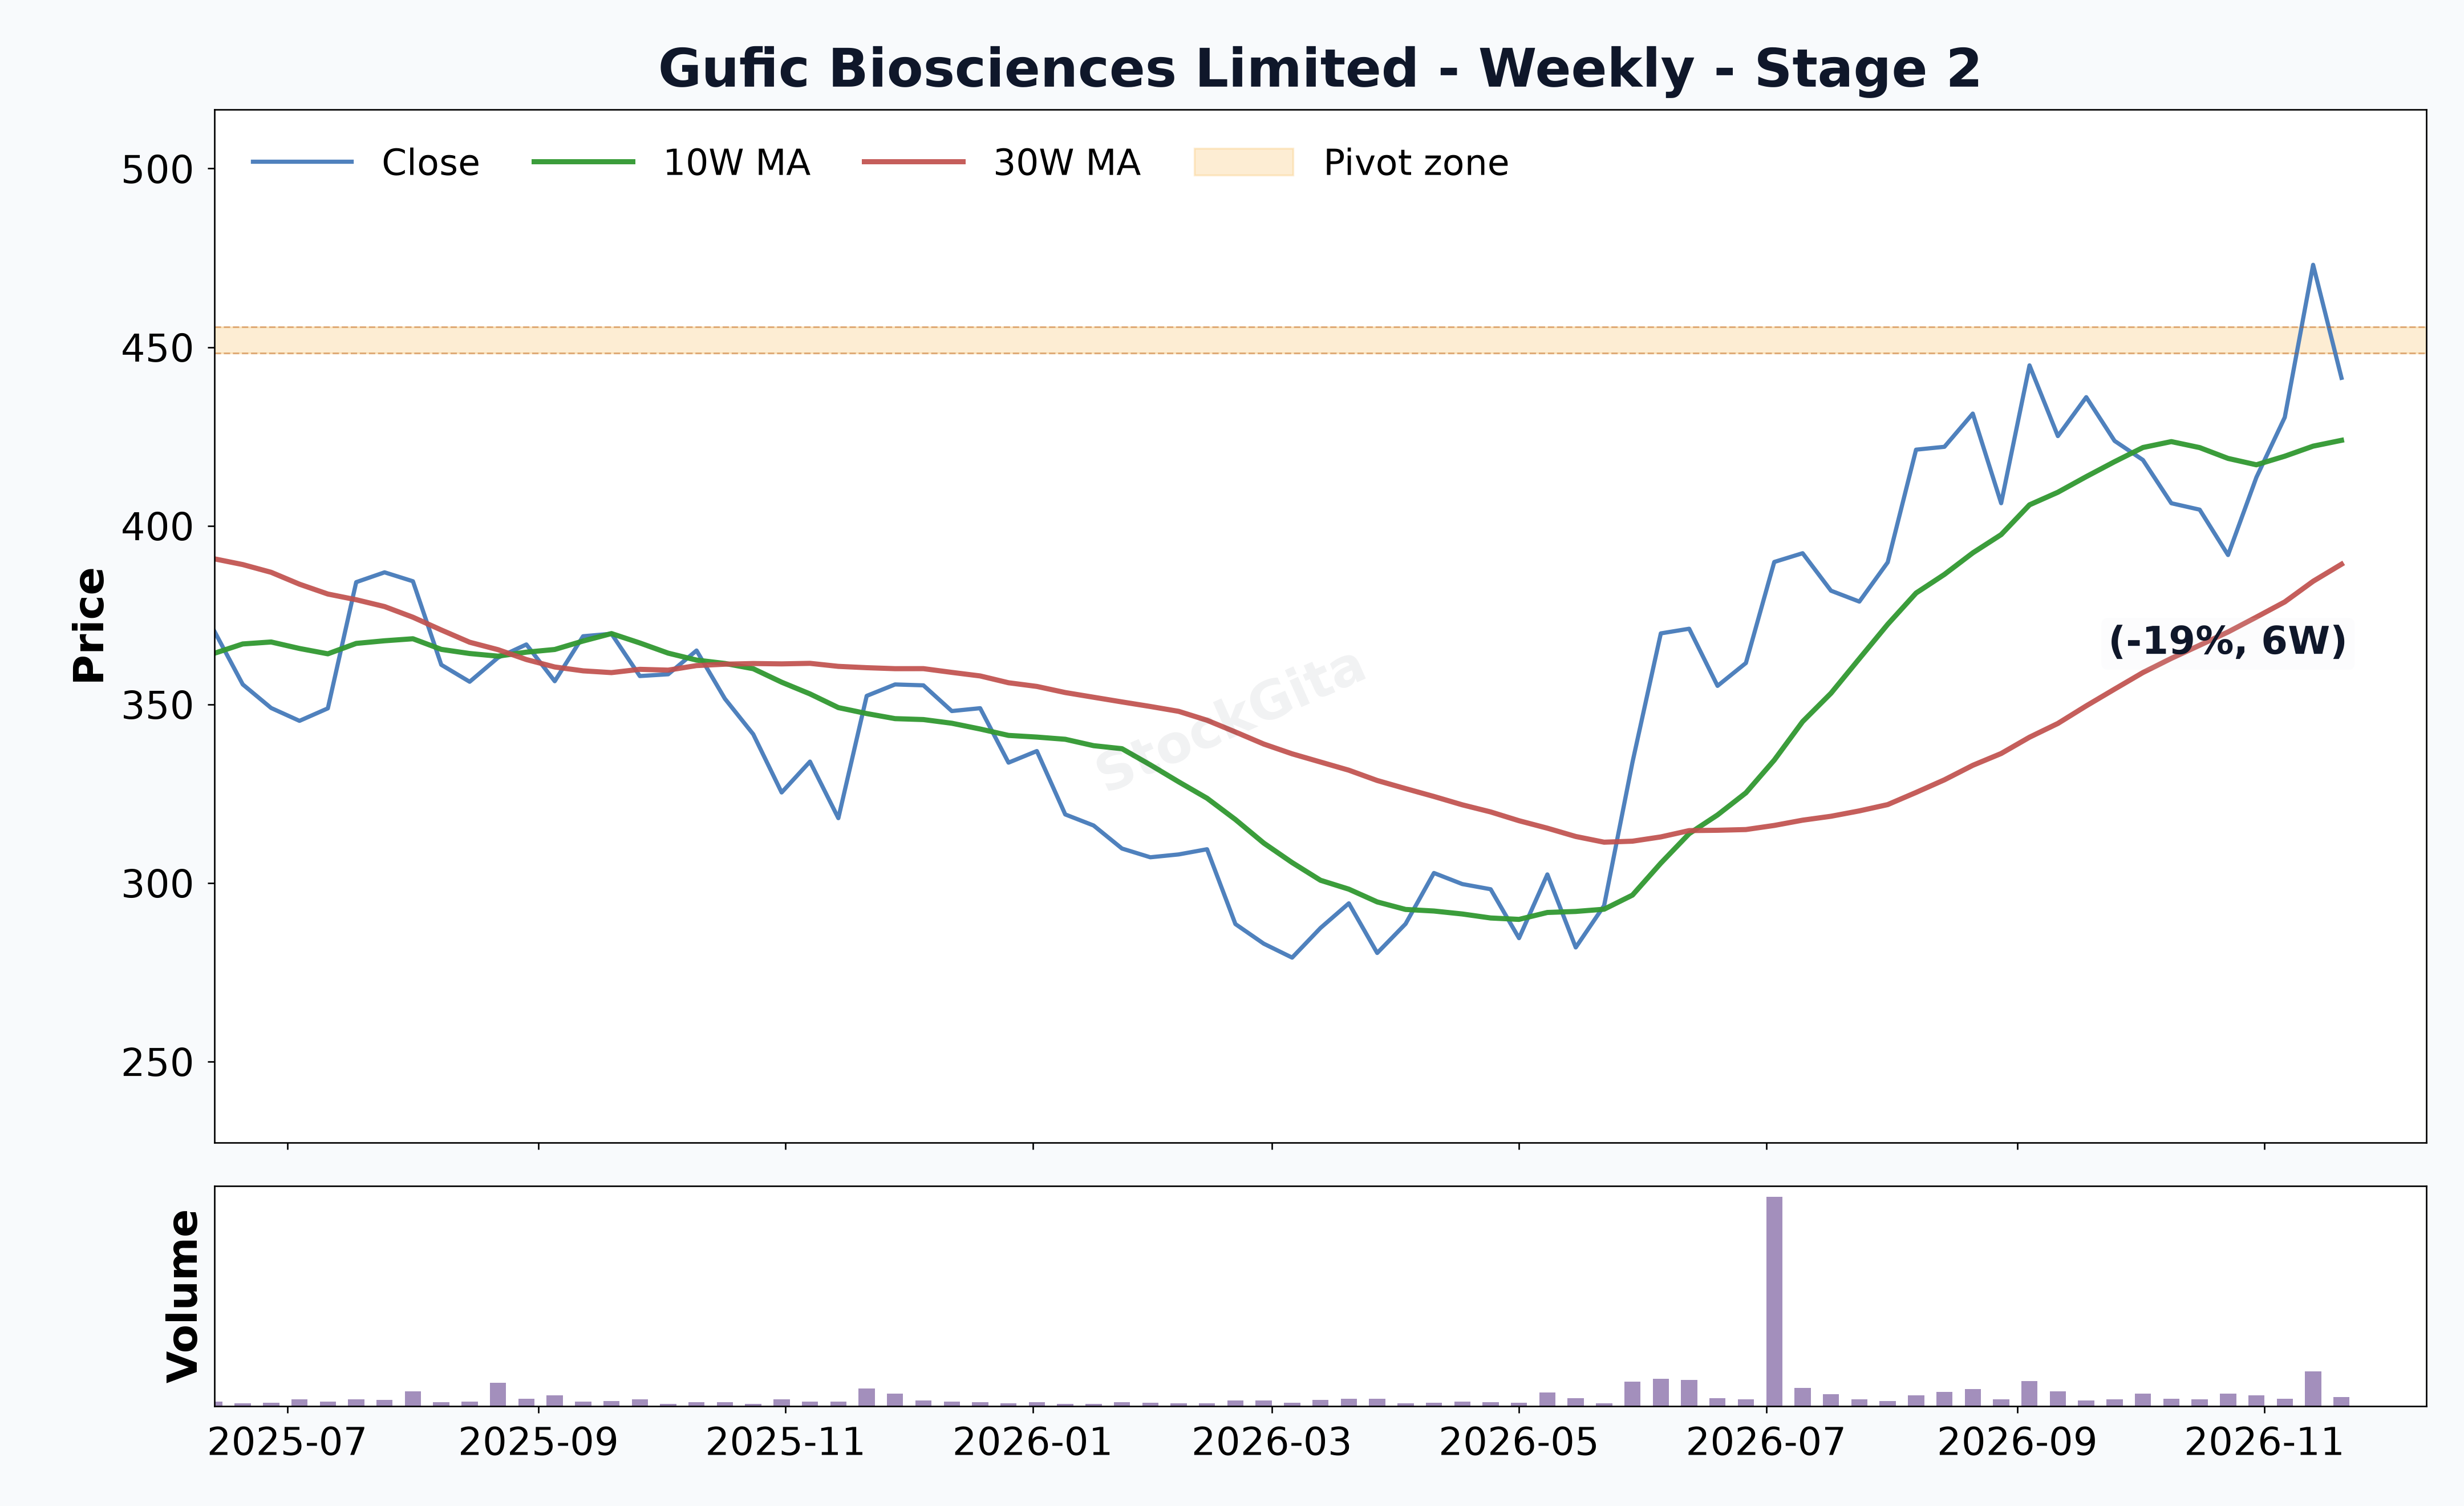 Gufic Biosciences Limited - Weekly - Stage 2
Close 10W MA 30W MA Pivot zone
Price
500
450
400
350
300
250
(-19%, 6W)
StockGita
Volume
2025-07 2025-09 2025-11 2026-01 2026-03 2026-05 2026-07 2026-09 2026-11